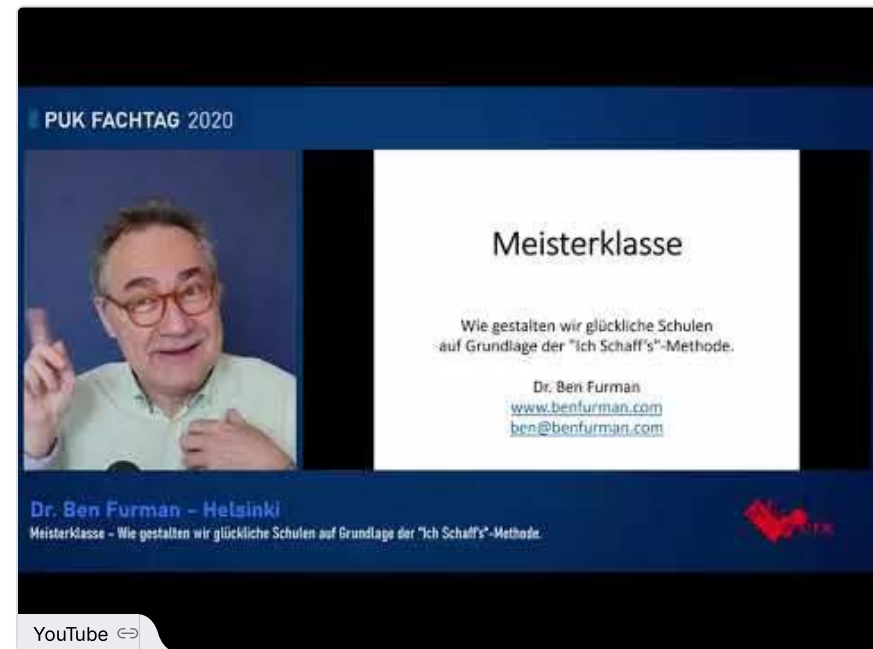 PUK FACHTAG 2020
Meisterklasse
Wie gestalten wir glückliche Schulen
auf Grundlage der "Ich Schaff's"-Methode.
Dr. Ben Furman
www.benfurman.com
ben@benfurman.com
Dr. Ben Furman – Helsinki
Meisterklasse – Wie gestalten wir glückliche Schulen auf Grundlage der "Ich Schaff's"-Methode.
YouTube